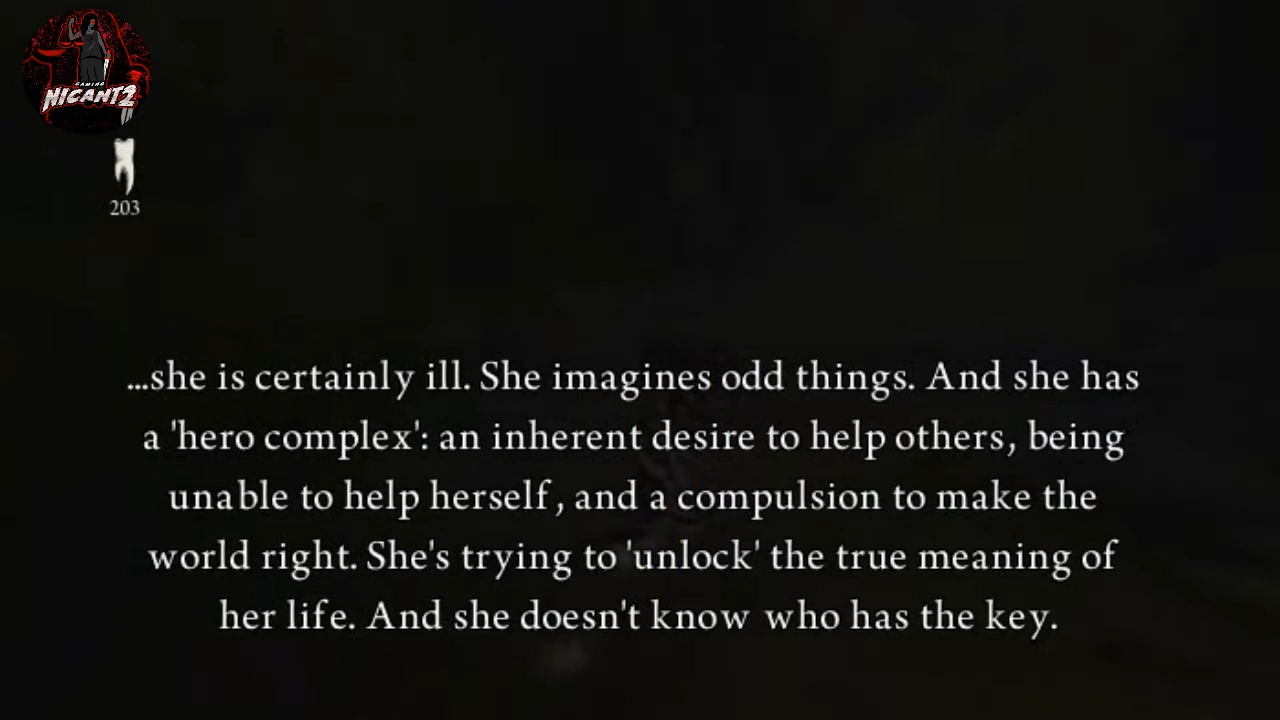 GAMING
NICANT2
203
...she is certainly ill. She imagines odd things. And she has
a 'hero complex': an inherent desire to help others, being
unable to help herself, and a compulsion to make the
world right. She's trying to 'unlock' the true meaning of
her life. And she doesn't know who has the key.